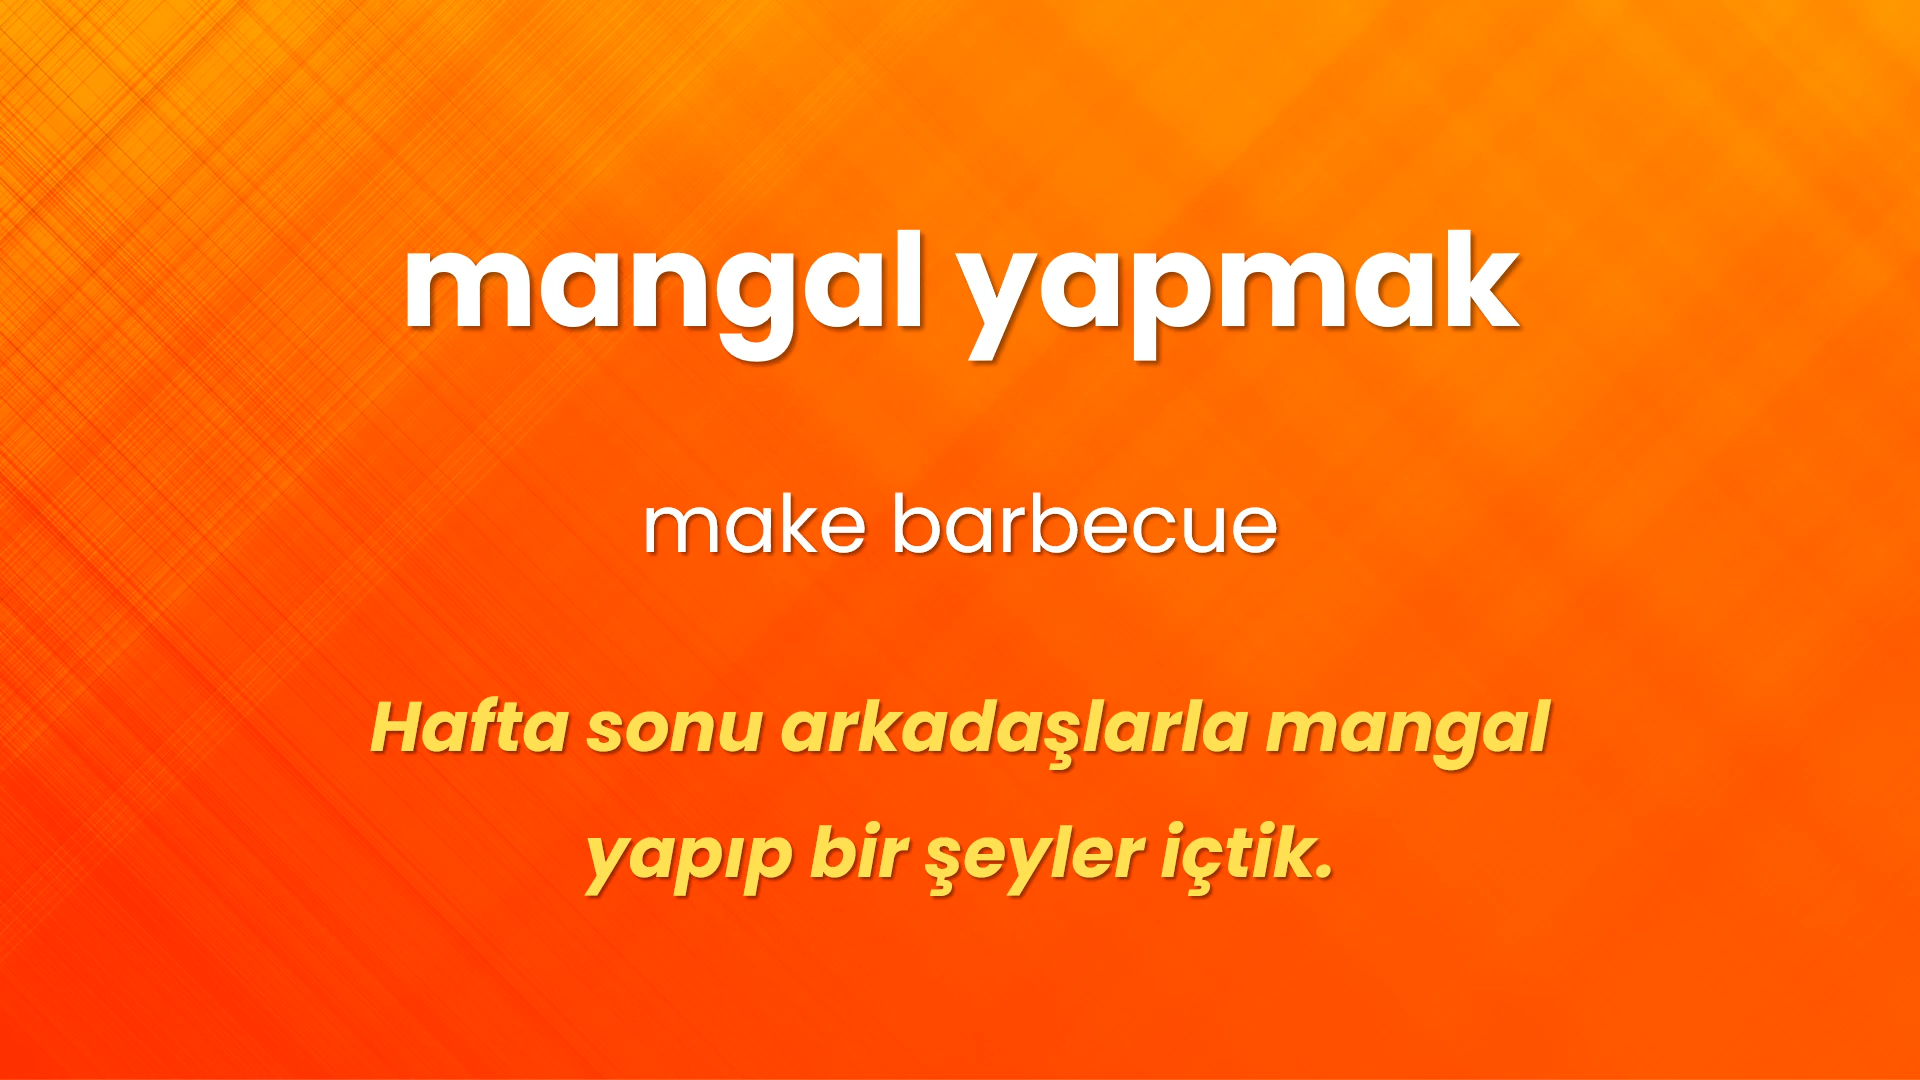 mangal yapmak
make barbecue
Hafta sonu arkadaşlarla mangal
yapıp bir şeyler içtik.